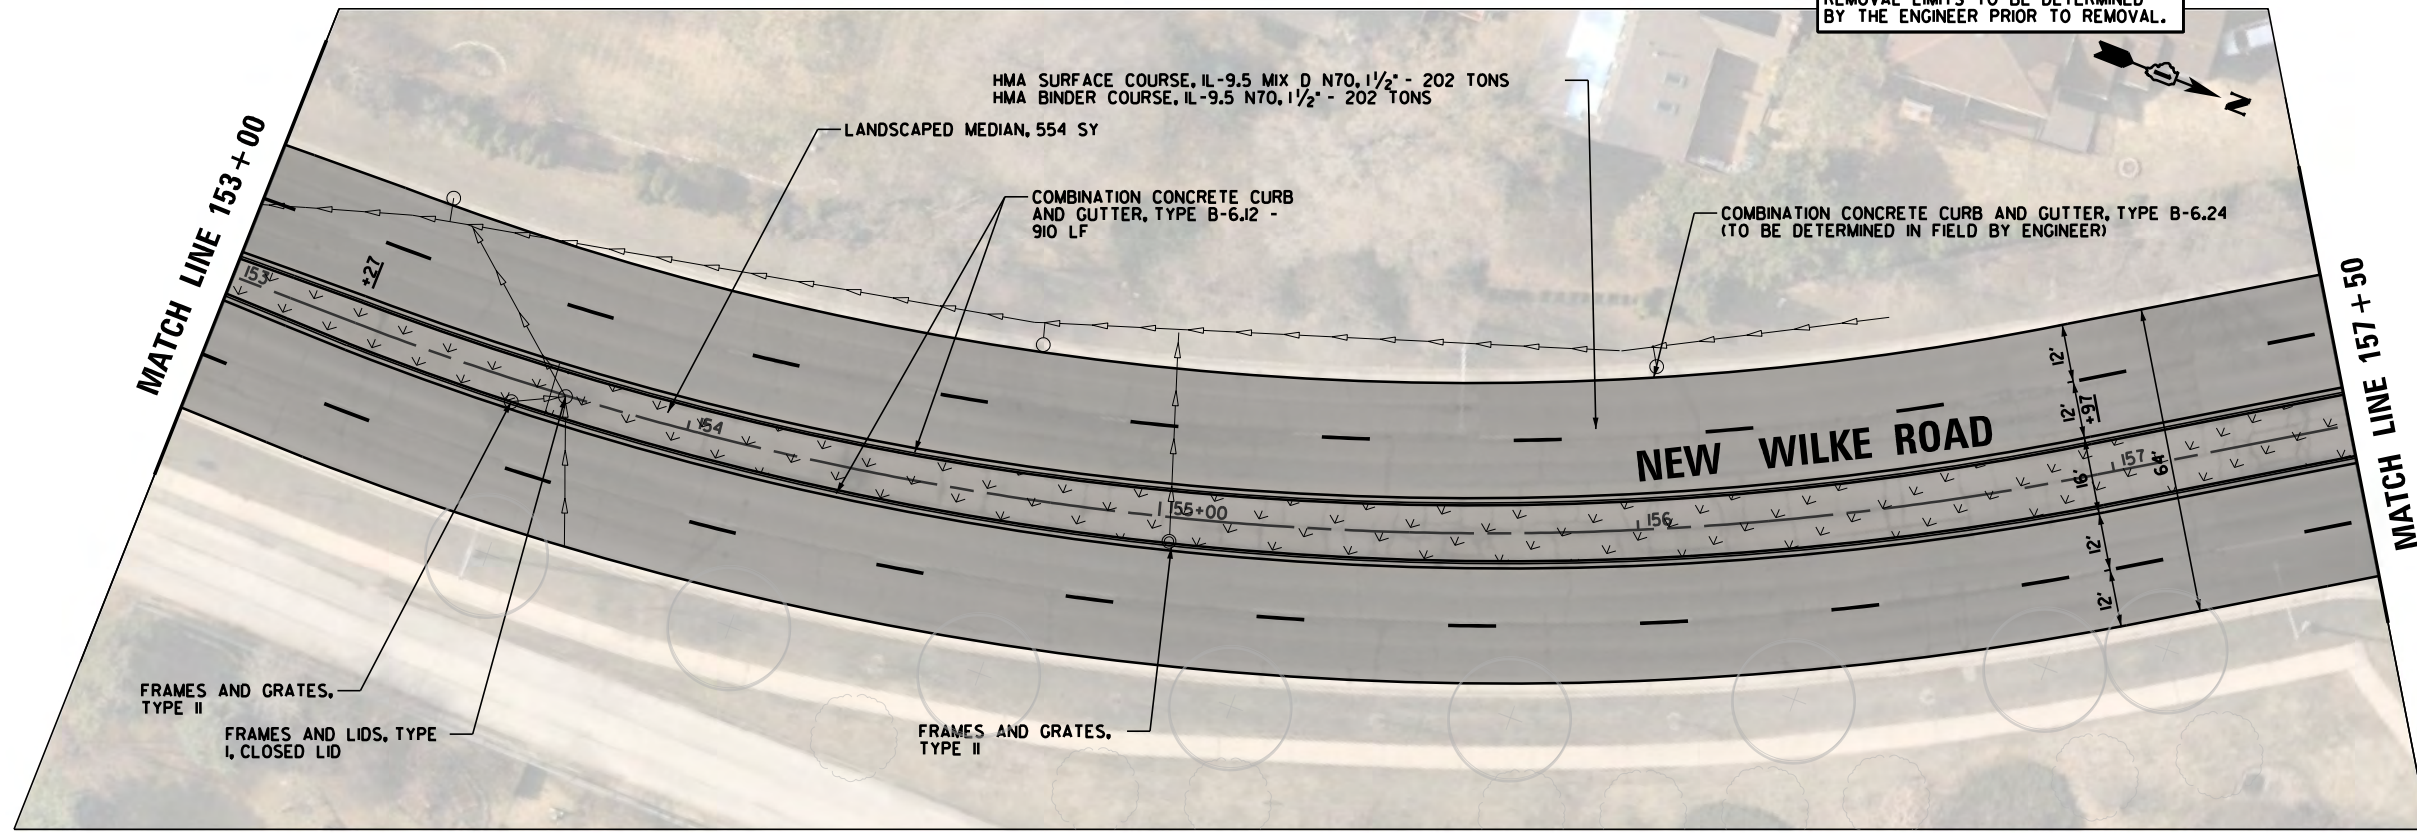 REMOVAL LIMITS TO BE DETERMINED
BY THE ENGINEER PRIOR TO REMOVAL.
N
HMA SURFACE COURSE, IL-9.5 MIX D N70, 1 1/2" - 202 TONS
HMA BINDER COURSE, IL-9.5 N70, 1 1/2" - 202 TONS
LANDSCAPED MEDIAN, 554 SY
COMBINATION CONCRETE CURB
AND GUTTER, TYPE B-6.12 -
910 LF
COMBINATION CONCRETE CURB AND GUTTER, TYPE B-6.24
(TO BE DETERMINED IN FIELD BY ENGINEER)
MATCH LINE 153+00
MATCH LINE 157+50
153
+27
154
155+00
156
157
NEW WILKE ROAD
12'
12'
+97
16'
64'
12'
12'
FRAMES AND GRATES,
TYPE II
FRAMES AND LIDS, TYPE
I, CLOSED LID
FRAMES AND GRATES,
TYPE II